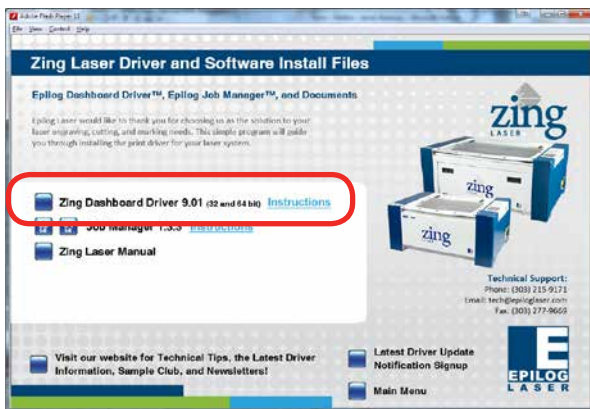 Adobe Flash Player 11
File View Control Help
Zing Laser Driver and Software Install Files
Epilog Dashboard Driver™, Epilog Job Manager™, and Documents
Epilog Laser would like to thank you for choosing us as the solution to your
laser engraving, cutting, and marking needs. This simple program will guide
you through installing the print driver for your laser system.
zing
LASER
Zing Dashboard Driver 9.01 (32 and 64 bit) Instructions
Job Manager 1.3.3 Instructions
Zing Laser Manual
zing
zing
Technical Support:
Phone: (303) 215-9171
Email: tech@epiloglaser.com
Fax: (303) 277-9669
Visit our website for Technical Tips, the Latest Driver
Information, Sample Club, and Newsletters!
Latest Driver Update
Notification Signup
Main Menu
E
EPILOG
LASER